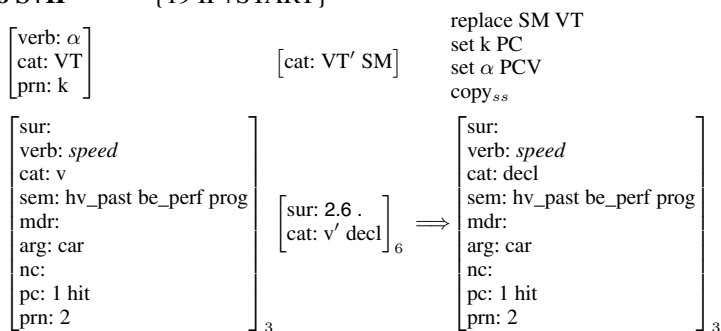 {19 IP+START}
verb: α
cat: VT
prn: k
[cat: VT′ SM]
replace SM VT
set k PC
set α PCV
copyss
sur:
verb: speed
cat: v
sem: hv_past be_perf prog
mdr:
arg: car
nc:
pc: 1 hit
prn: 2
3
sur: 2.6 .
cat: v′ decl
6
⟹
sur:
verb: speed
cat: decl
sem: hv_past be_perf prog
mdr:
arg: car
nc:
pc: 1 hit
prn: 2
3